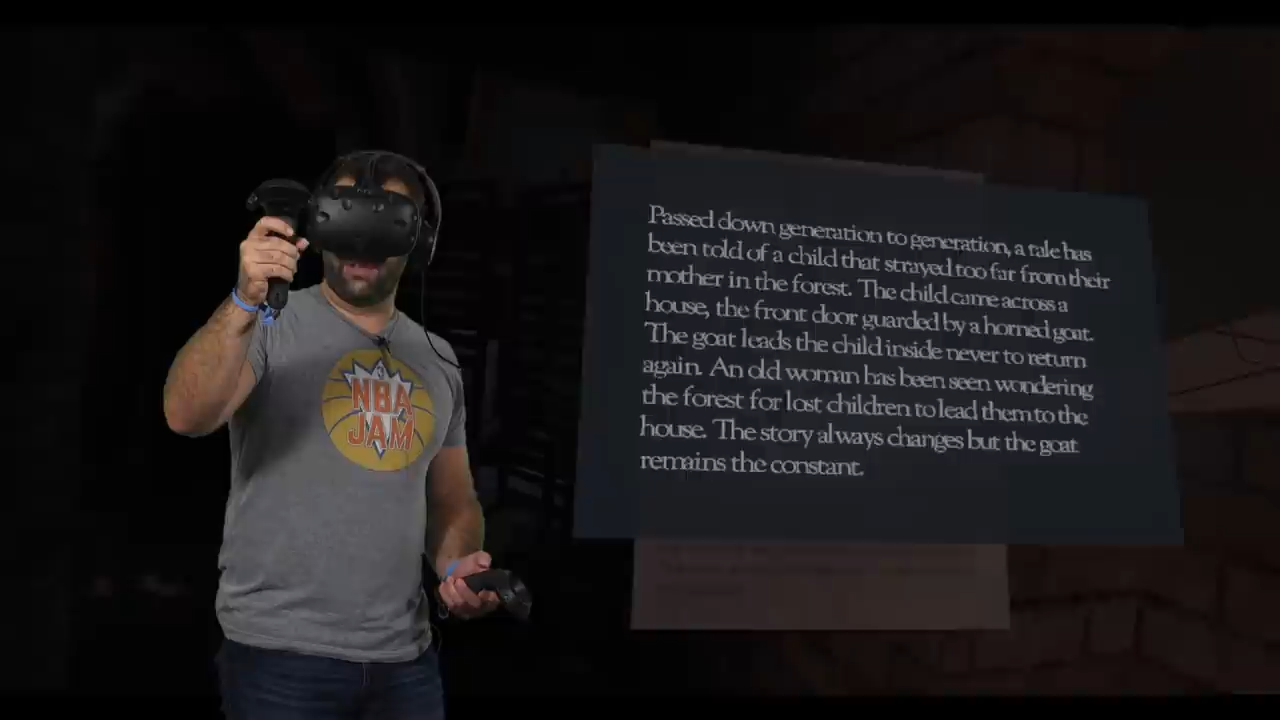 Passed down generation to generation, a tale has
been told of a child that strayed too far from their
mother in the forest. The child came across a
house, the front door guarded by a horned goat.
The goat leads the child inside never to return
again. An old woman has been seen wondering
the forest for lost children to lead them to the
house. The story always changes but the goat
remains the constant.
NBA
JAM